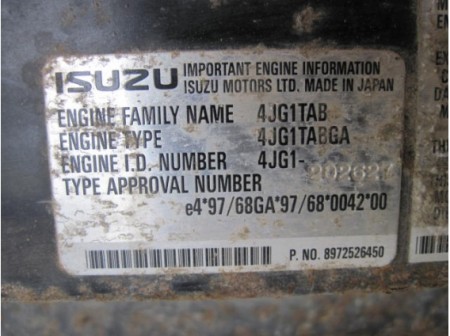 ISUZU IMPORTANT ENGINE INFORMATION
ISUZU MOTORS LTD. MADE IN JAPAN
ENGINE FAMILY NAME 4JG1TAB
ENGINE TYPE 4JG1TABGA
ENGINE I.D. NUMBER 4JG1-202627
TYPE APPROVAL NUMBER
e4*97/68GA*97/68*0042*00
P. NO. 8972526450